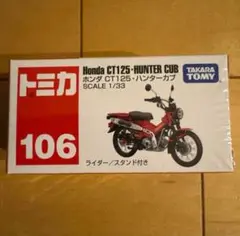 トミカ
106
Honda CT125・HUNTER CUB
ホンダ CT125・ハンターカブ
SCALE 1/33
TAKARA
TOMY
ライダー/スタンド付き